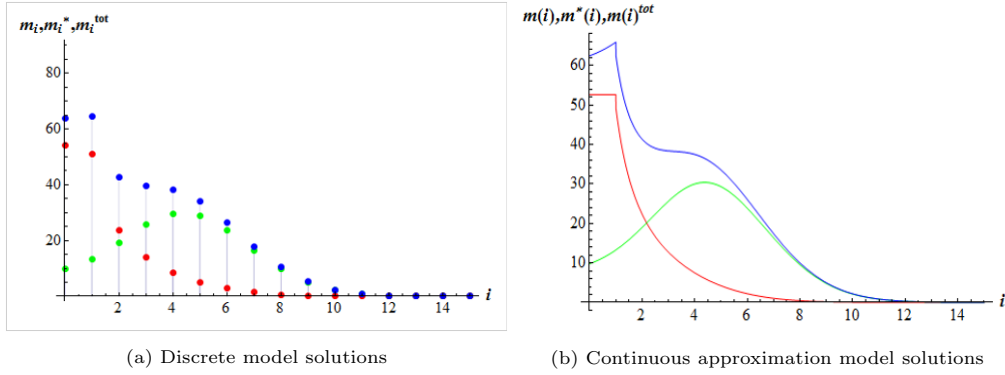 mᵢ,mᵢ*,mᵢᵗᵒᵗ
80
60
40
20
2 4 6 8 10 12 14 i
(a) Discrete model solutions
m(i),m*(i),m(i)ᵗᵒᵗ
60
50
40
30
20
10
2 4 6 8 10 12 14 i
(b) Continuous approximation model solutions